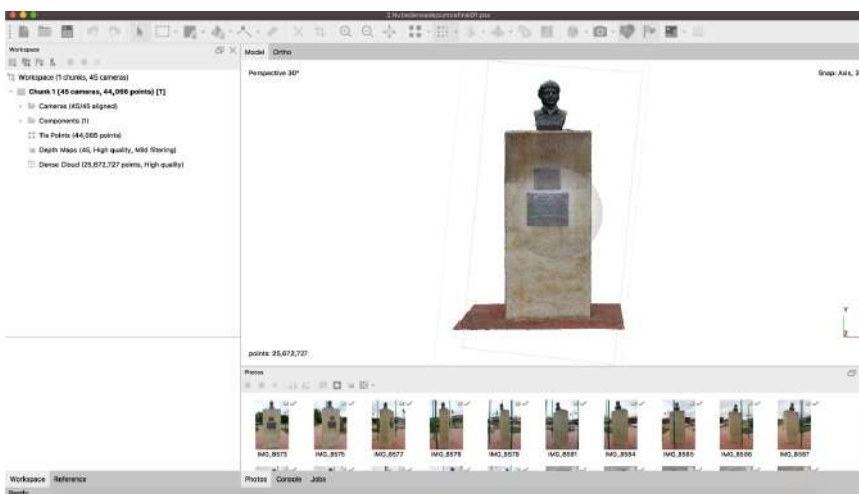 Workspace
Workspace (1 chunks, 45 cameras)
Chunk 1 (45 cameras, 44,066 points) [T]
Cameras (45/45 aligned)
Components (1)
Tie Points (44,066 points)
Depth Maps (45, High quality, Mild filtering)
Dense Cloud (25,672,727 points, High quality)
Model Ortho
Perspective 30°
Snap: Axis, 3
Y
points: 25,672,727
Photos
IMG_8575 IMG_8576 IMG_8577 IMG_8578 IMG_8579 IMG_8581 IMG_8584 IMG_8585 IMG_8586 IMG_8587
Workspace Reference
Photos Console Jobs